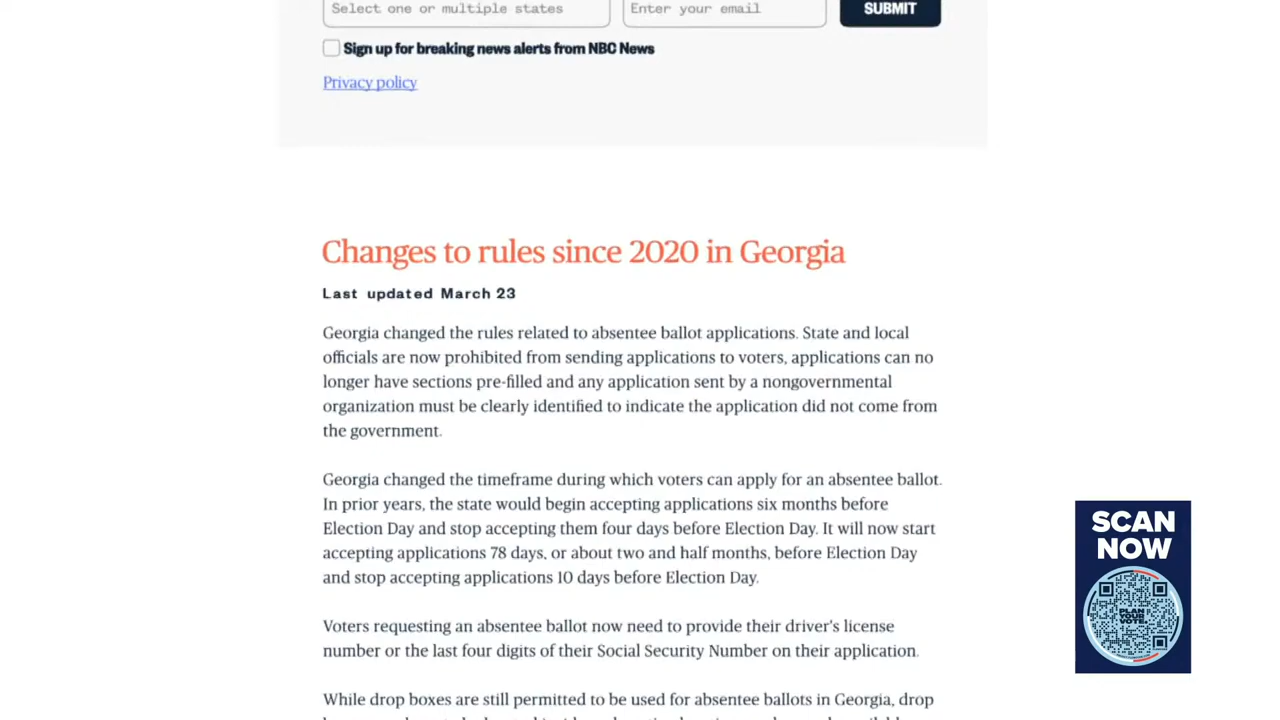 Select one or multiple states
Enter your email
SUBMIT
Sign up for breaking news alerts from NBC News
Privacy policy
Changes to rules since 2020 in Georgia
Last updated March 23
Georgia changed the rules related to absentee ballot applications. State and local
officials are now prohibited from sending applications to voters, applications can no
longer have sections pre-filled and any application sent by a nongovernmental
organization must be clearly identified to indicate the application did not come from
the government.
Georgia changed the timeframe during which voters can apply for an absentee ballot.
In prior years, the state would begin accepting applications six months before
Election Day and stop accepting them four days before Election Day. It will now start
accepting applications 78 days, or about two and half months, before Election Day
and stop accepting applications 10 days before Election Day.
Voters requesting an absentee ballot now need to provide their driver's license
number or the last four digits of their Social Security Number on their application.
While drop boxes are still permitted to be used for absentee ballots in Georgia, drop
SCAN
NOW
PLAN
YOUR
VOTE.